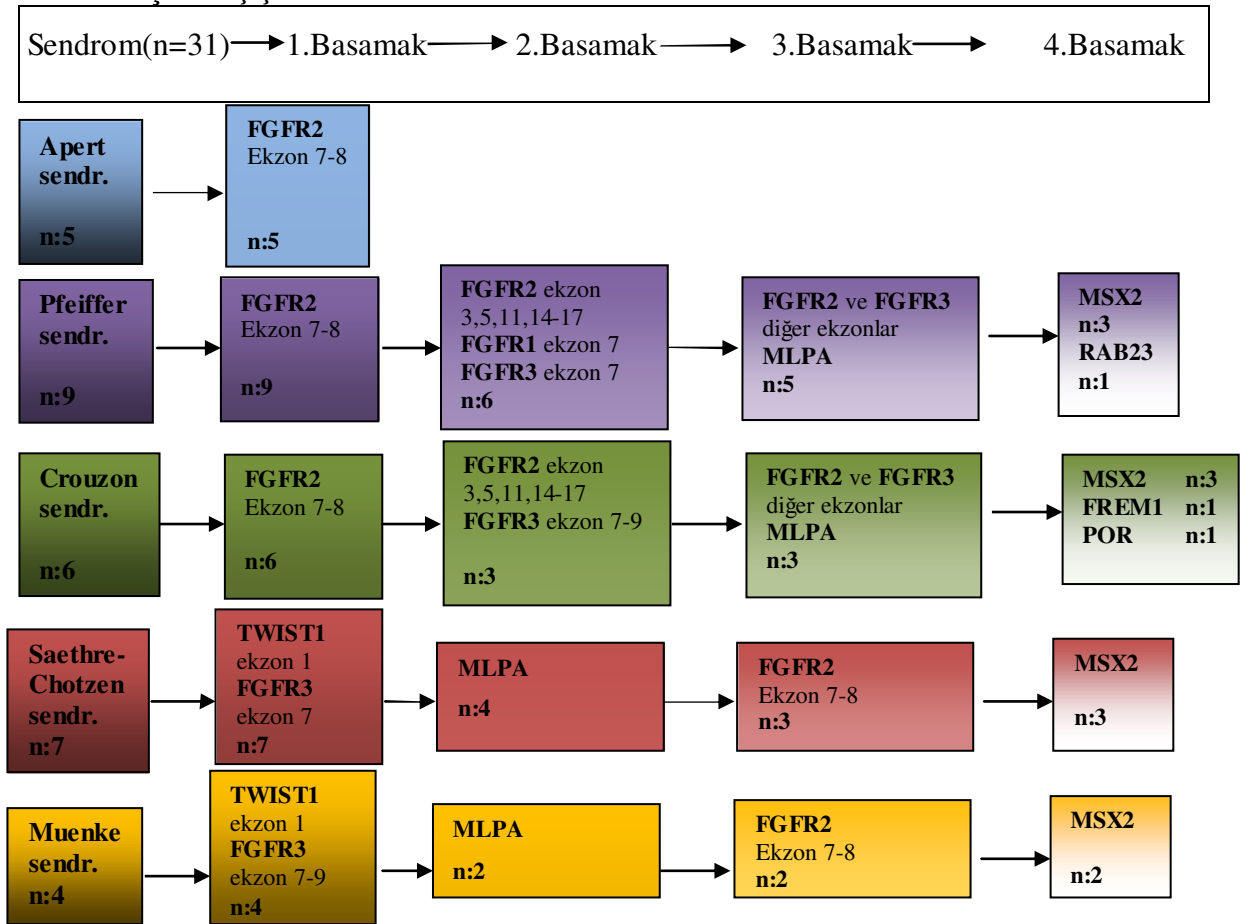 Sendrom(n=31) 1.Basamak 2.Basamak 3.Basamak 4.Basamak
Apert
sendr.
n:5
FGFR2
Ekzon 7-8
n:5
Pfeiffer
sendr.
n:9
FGFR2
Ekzon 7-8
n:9
FGFR2 ekzon
3,5,11,14-17
FGFR1 ekzon 7
FGFR3 ekzon 7
n:6
FGFR2 ve FGFR3
diğer ekzonlar
MLPA
n:5
MSX2
n:3
RAB23
n:1
Crouzon
sendr.
n:6
FGFR2
Ekzon 7-8
n:6
FGFR2 ekzon
3,5,11,14-17
FGFR3 ekzon 7-9
n:3
FGFR2 ve FGFR3
diğer ekzonlar
MLPA
n:3
MSX2 n:3
FREM1 n:1
POR n:1
Saethre-
Chotzen
sendr.
n:7
TWIST1
ekzon 1
FGFR3
ekzon 7
n:7
MLPA
n:4
FGFR2
Ekzon 7-8
n:3
MSX2
n:3
Muenke
sendr.
n:4
TWIST1
ekzon 1
FGFR3
ekzon 7-9
n:4
MLPA
n:2
FGFR2
Ekzon 7-8
n:2
MSX2
n:2